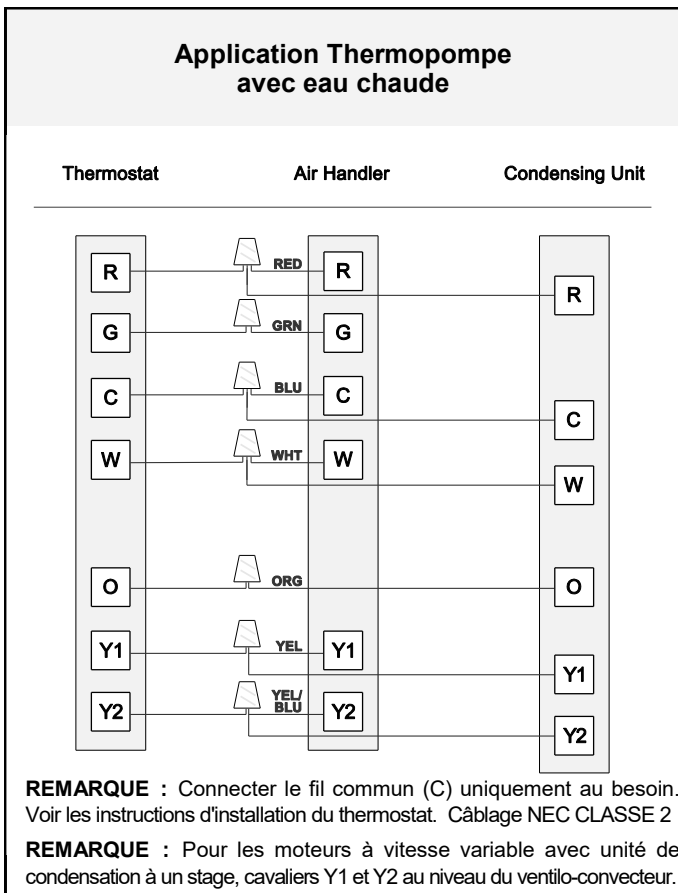 Application Thermopompe
avec eau chaude
Thermostat Air Handler Condensing Unit
R RED R
R
G GRN G
C BLU C
C
W WHT W
W
O ORG O
Y1 YEL Y1
Y1
Y2 YEL/ BLU Y2
Y2
REMARQUE : Connecter le fil commun (C) uniquement au besoin.
Voir les instructions d'installation du thermostat. Câblage NEC CLASSE 2
REMARQUE : Pour les moteurs à vitesse variable avec unité de
condensation à un stage, cavaliers Y1 et Y2 au niveau du ventilo-convecteur.